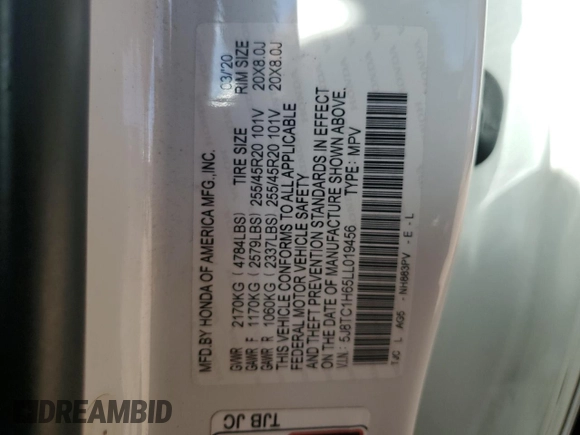 MFD.BY HONDA OF AMERICA MFG.,INC. 03/20
GVWR 2170KG ( 4784LBS) TIRE SIZE RIM SIZE
GAWR F 1170KG ( 2579LBS) 255/45R20 101V 20X8.0J
GAWR R 1060KG ( 2337LBS) 255/45R20 101V 20X8.0J
THIS VEHICLE CONFORMS TO ALL APPLICABLE
FEDERAL MOTOR VEHICLE SAFETY
AND THEFT PREVENTION STANDARDS IN EFFECT
ON THE DATE OF MANUFACTURE SHOWN ABOVE.
V.I.N.: 5J8TC1H65LL019456 TYPE: MPV
TJC L AG5 - NH883PV - E - L
TJB JC
DREAMBID